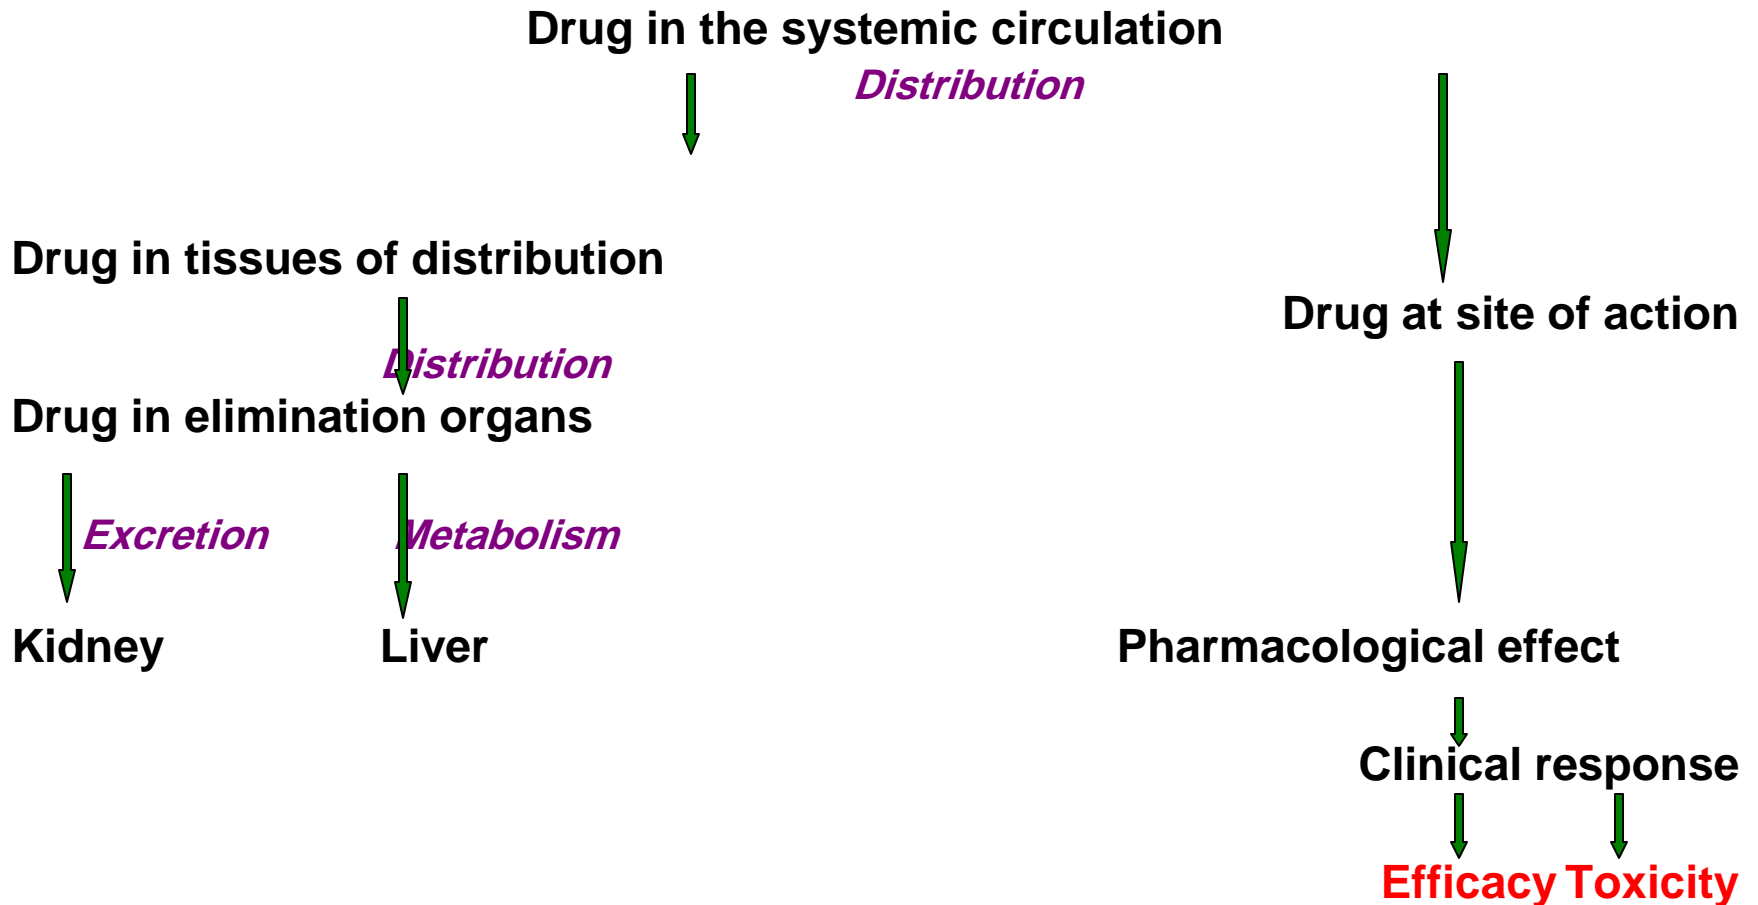 Drug in the systemic circulation
Distribution
Drug in tissues of distribution
Drug at site of action
Distribution
Drug in elimination organs
Excretion Metabolism
Kidney Liver Pharmacological effect
Clinical response
Efficacy Toxicity